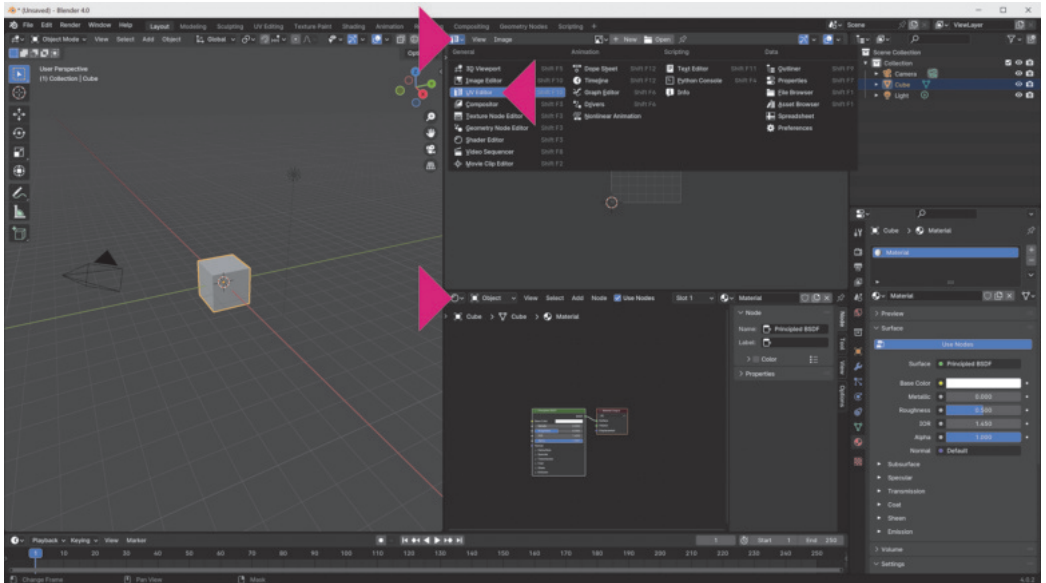 * (Unsaved) - Blender 4.0
File Edit Render Window Help Layout Modeling Sculpting UV Editing Texture Paint Shading Animation Compositing Geometry Nodes Scripting + Scene ViewLayer
Object Mode View Select Add Object Global View Image New Open
User Perspective
(1) Collection | Cube
General
3D Viewport Shift F5
Image Editor Shift F10
UV Editor Shift F10
Compositor Shift F3
Texture Node Editor Shift F3
Geometry Node Editor Shift F3
Shader Editor Shift F3
Video Sequencer Shift F8
Movie Clip Editor Shift F2
Animation
Dope Sheet Shift F12
Timeline Shift F12
Graph Editor Shift F6
Drivers Shift F6
Nonlinear Animation
Scripting
Text Editor Shift F11
Python Console Shift F4
Info
Data
Outliner Shift F9
Properties Shift F7
File Browser Shift F1
Asset Browser Shift F1
Spreadsheet
Preferences
Scene Collection
Collection
Camera
Cube
Light
Object View Select Add Node Use Nodes Slot 1 Material
Cube > Cube > Material
Node
Name: Principled BSDF
Label:
Color
Properties
Node
Tool
View
Options
Cube > Material
Material
Material
Preview
Surface
Use Nodes
Surface Principled BSDF
Base Color
Metallic 0.000
Roughness 0.500
IOR 1.450
Alpha 1.000
Normal Default
Subsurface
Specular
Transmission
Coat
Sheen
Emission
Volume
Settings
Playback Keying View Marker 1 Start 1 End 250
1 10 20 30 40 50 60 70 80 90 100 110 120 130 140 150 160 170 180 190 200 210 220 230 240 250
Change Frame Pan View Mask 4.0.2